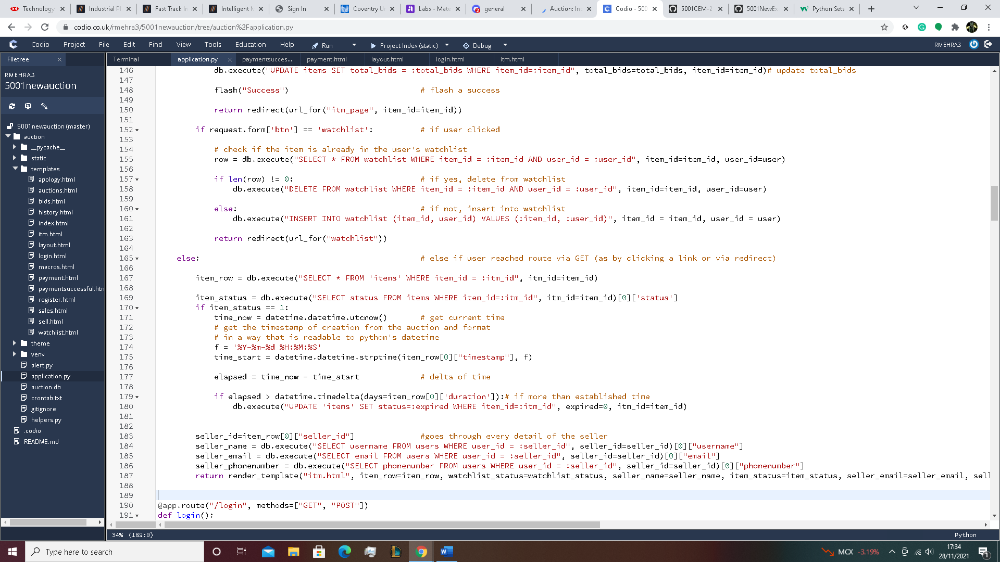 Technology
Industrial Pl
Fast Track In
Intelligent M
Sign In
Coventry U
Labs - Mate
general
Auction: In
Codio - 500
5001CEM-2
5001NewEx
Python Sets
codio.co.uk/rmehra3/5001newauction/tree/auction%2Fapplication.py
Codio Project File Edit Find View Tools Education Help Run Project Index (static) Debug RMEHRA3
Filetree
Terminal application.py paymentsucces... payment.html layout.html login.html itm.html
RMEHRA3
5001newauction
5001newauction (master)
auction
__pycache__
static
templates
apology.html
auctions.html
bids.html
history.html
index.html
itm.html
layout.html
login.html
macros.html
payment.html
paymentsuccessful.htn
register.html
sales.html
sell.html
watchlist.html
theme
venv
alert.py
application.py
auction.db
crontab.txt
gitignore
helpers.py
.codio
README.md
146 db.execute("UPDATE items SET total_bids = :total_bids WHERE item_id=:item_id", total_bids=total_bids, item_id=item_id)# update total_bids
147
148 flash("Success") # flash a success
149
150 return redirect(url_for("itm_page", item_id=item_id))
151
152 if request.form['btn'] == 'watchlist': # if user clicked
153
154 # check if the item is already in the user's watchlist
155 row = db.execute("SELECT * FROM watchlist WHERE item_id = :item_id AND user_id = :user_id", item_id=item_id, user_id=user)
156
157 if len(row) != 0: # if yes, delete from watchlist
158 db.execute("DELETE FROM watchlist WHERE item_id = :item_id AND user_id = :user_id", item_id=item_id, user_id=user)
159
160 else: # if not, insert into watchlist
161 db.execute("INSERT INTO watchlist (item_id, user_id) VALUES (:item_id, :user_id)", item_id = item_id, user_id = user)
162
163 return redirect(url_for("watchlist"))
164
165 else: # else if user reached route via GET (as by clicking a link or via redirect)
166
167 item_row = db.execute("SELECT * FROM 'items' WHERE item_id = :itm_id", itm_id=item_id)
168
169 item_status = db.execute("SELECT status FROM items WHERE item_id=:itm_id", itm_id=item_id)[0]['status']
170 if item_status == 1:
171 time_now = datetime.datetime.utcnow() # get current time
172 # get the timestamp of creation from the auction and format
173 # in a way that is readable to python's datetime
174 f = '%Y-%m-%d %H:%M:%S'
175 time_start = datetime.datetime.strptime(item_row[0]["timestamp"], f)
176
177 elapsed = time_now - time_start # delta of time
178
179 if elapsed > datetime.timedelta(days=item_row[0]['duration']):# if more than established time
180 db.execute("UPDATE 'items' SET status=:expired WHERE item_id=:itm_id", expired=0, itm_id=item_id)
181
182
183 seller_id=item_row[0]["seller_id"] #goes through every detail of the seller
184 seller_name = db.execute("SELECT username FROM users WHERE user_id = :seller_id", seller_id=seller_id)[0]["username"]
185 seller_email = db.execute("SELECT email FROM users WHERE user_id = :seller_id", seller_id=seller_id)[0]["email"]
186 seller_phonenumber = db.execute("SELECT phonenumber FROM users WHERE user_id = :seller_id", seller_id=seller_id)[0]["phonenumber"]
187 return render_template("itm.html", item_row=item_row, watchlist_status=watchlist_status, seller_name=seller_name, item_status=item_status, seller_email=seller_email, sell
188
189
190 @app.route("/login", methods=["GET", "POST"])
191 def login():
34% (189:0) Python
Type here to search
MCX -3.19%
17:34
28/11/2021
1